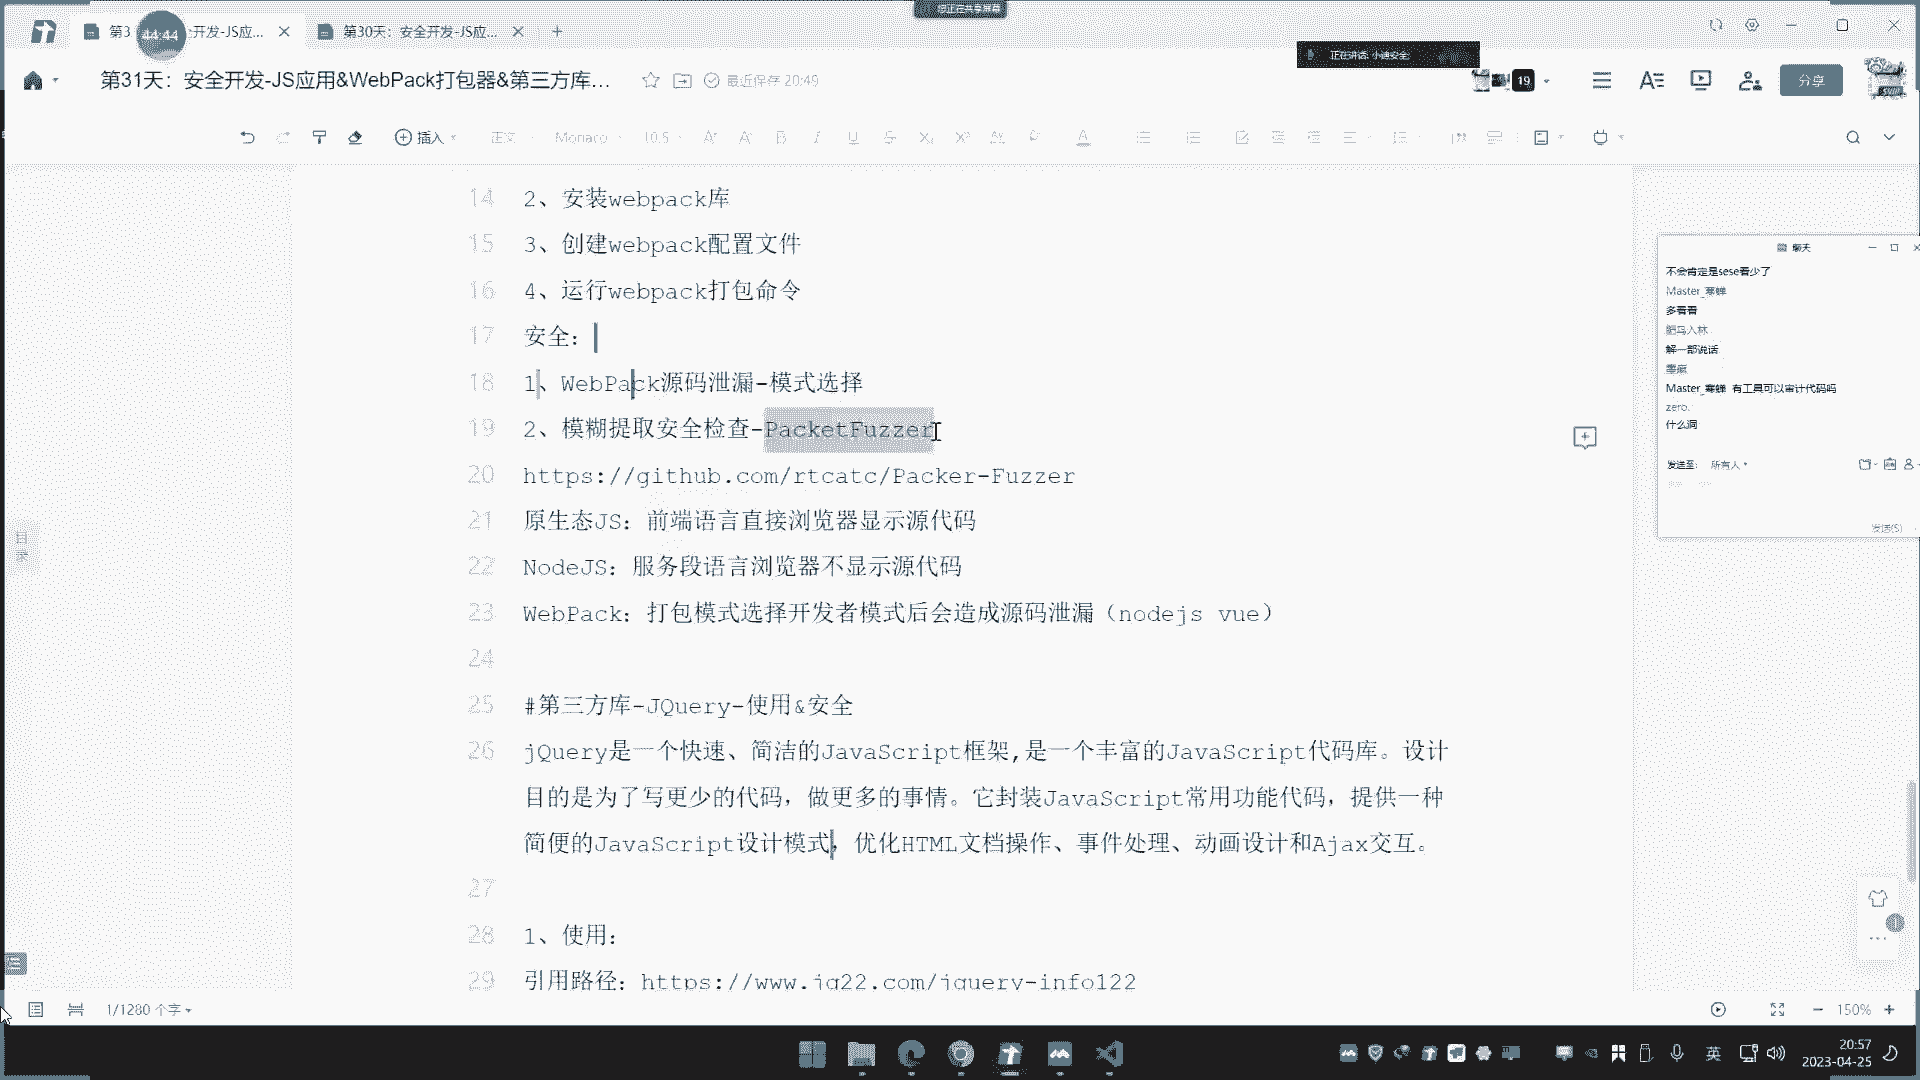 您正在共享屏幕
第3
44:44
:开发-JS应...
第30天：安全开发-JS应...
正在讲话: 小迪安全;
第31天：安全开发-JS应用&WebPack打包器&第三方库...
最近保存 20:49
19
分享
插入
正文
Monaco
10.5
14 2、安装webpack库
15 3、创建webpack配置文件
16 4、运行webpack打包命令
17 安全：
18 1、WebPack源码泄漏-模式选择
19 2、模糊提取安全检查-PacketFuzzer
20 https://github.com/rtcatc/Packer-Fuzzer
21 原生态JS：前端语言直接浏览器显示源代码
22 NodeJS：服务段语言浏览器不显示源代码
23 WebPack：打包模式选择开发者模式后会造成源码泄漏（nodejs vue）
24
25 #第三方库-JQuery-使用&安全
26 jQuery是一个快速、简洁的JavaScript框架,是一个丰富的JavaScript代码库。设计
目的是为了写更少的代码，做更多的事情。它封装JavaScript常用功能代码，提供一种
简便的JavaScript设计模式，优化HTML文档操作、事件处理、动画设计和Ajax交互。
27
28 1、使用：
29 引用路径：https://www.jq22.com/jquery-info122
聊天
不会肯定是sese看少了
Master_寒蝉
多看看
入林
解一部说话
Master_寒蝉 有工具可以审计代码吗
zero.
什么洞
发送至: 所有人
发送(S)
目
录
1/1280 个字
150%
英
20:57
2023-04-25